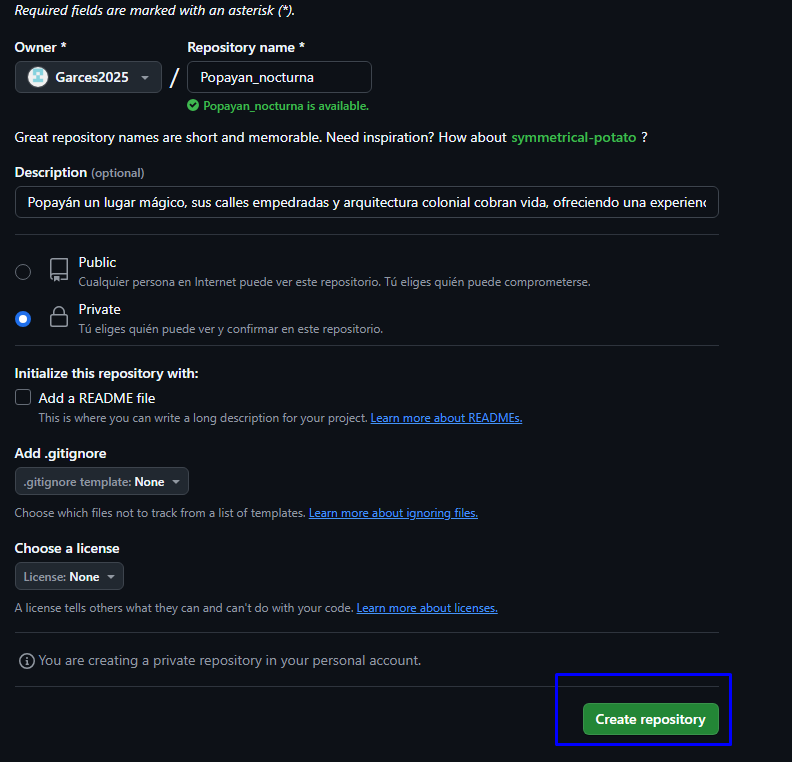 Required fields are marked with an asterisk (*).
Owner *
Repository name *
Garces2025
/
Popayan_nocturna
Popayan_nocturna is available.
Great repository names are short and memorable. Need inspiration? How about symmetrical-potato ?
Description (optional)
Popayán un lugar mágico, sus calles empedradas y arquitectura colonial cobran vida, ofreciendo una experienc
Public
Cualquier persona en Internet puede ver este repositorio. Tú eliges quién puede comprometerse.
Private
Tú eliges quién puede ver y confirmar en este repositorio.
Initialize this repository with:
Add a README file
This is where you can write a long description for your project. Learn more about READMEs.
Add .gitignore
.gitignore template: None
Choose which files not to track from a list of templates. Learn more about ignoring files.
Choose a license
License: None
A license tells others what they can and can't do with your code. Learn more about licenses.
You are creating a private repository in your personal account.
Create repository